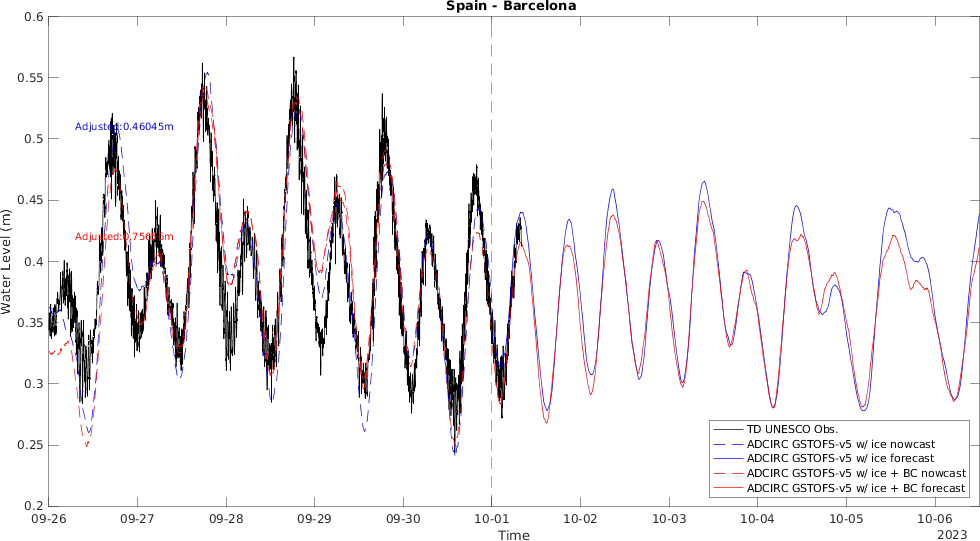 Spain - Barcelona
0.6
0.55
0.5
0.45
0.4
0.35
0.3
0.25
0.2
Water Level (m)
Adjusted:0.46045m
TD UNESCO Obs.
ADCIRC GSTOFS-v5 w/ ice nowcast
ADCIRC GSTOFS-v5 w/ ice forecast
ADCIRC GSTOFS-v5 w/ ice + BC nowcast
ADCIRC GSTOFS-v5 w/ ice + BC forecast
09-26 09-27 09-28 09-29 09-30 10-01 10-02 10-03 10-04 10-05 10-06
Time
2023